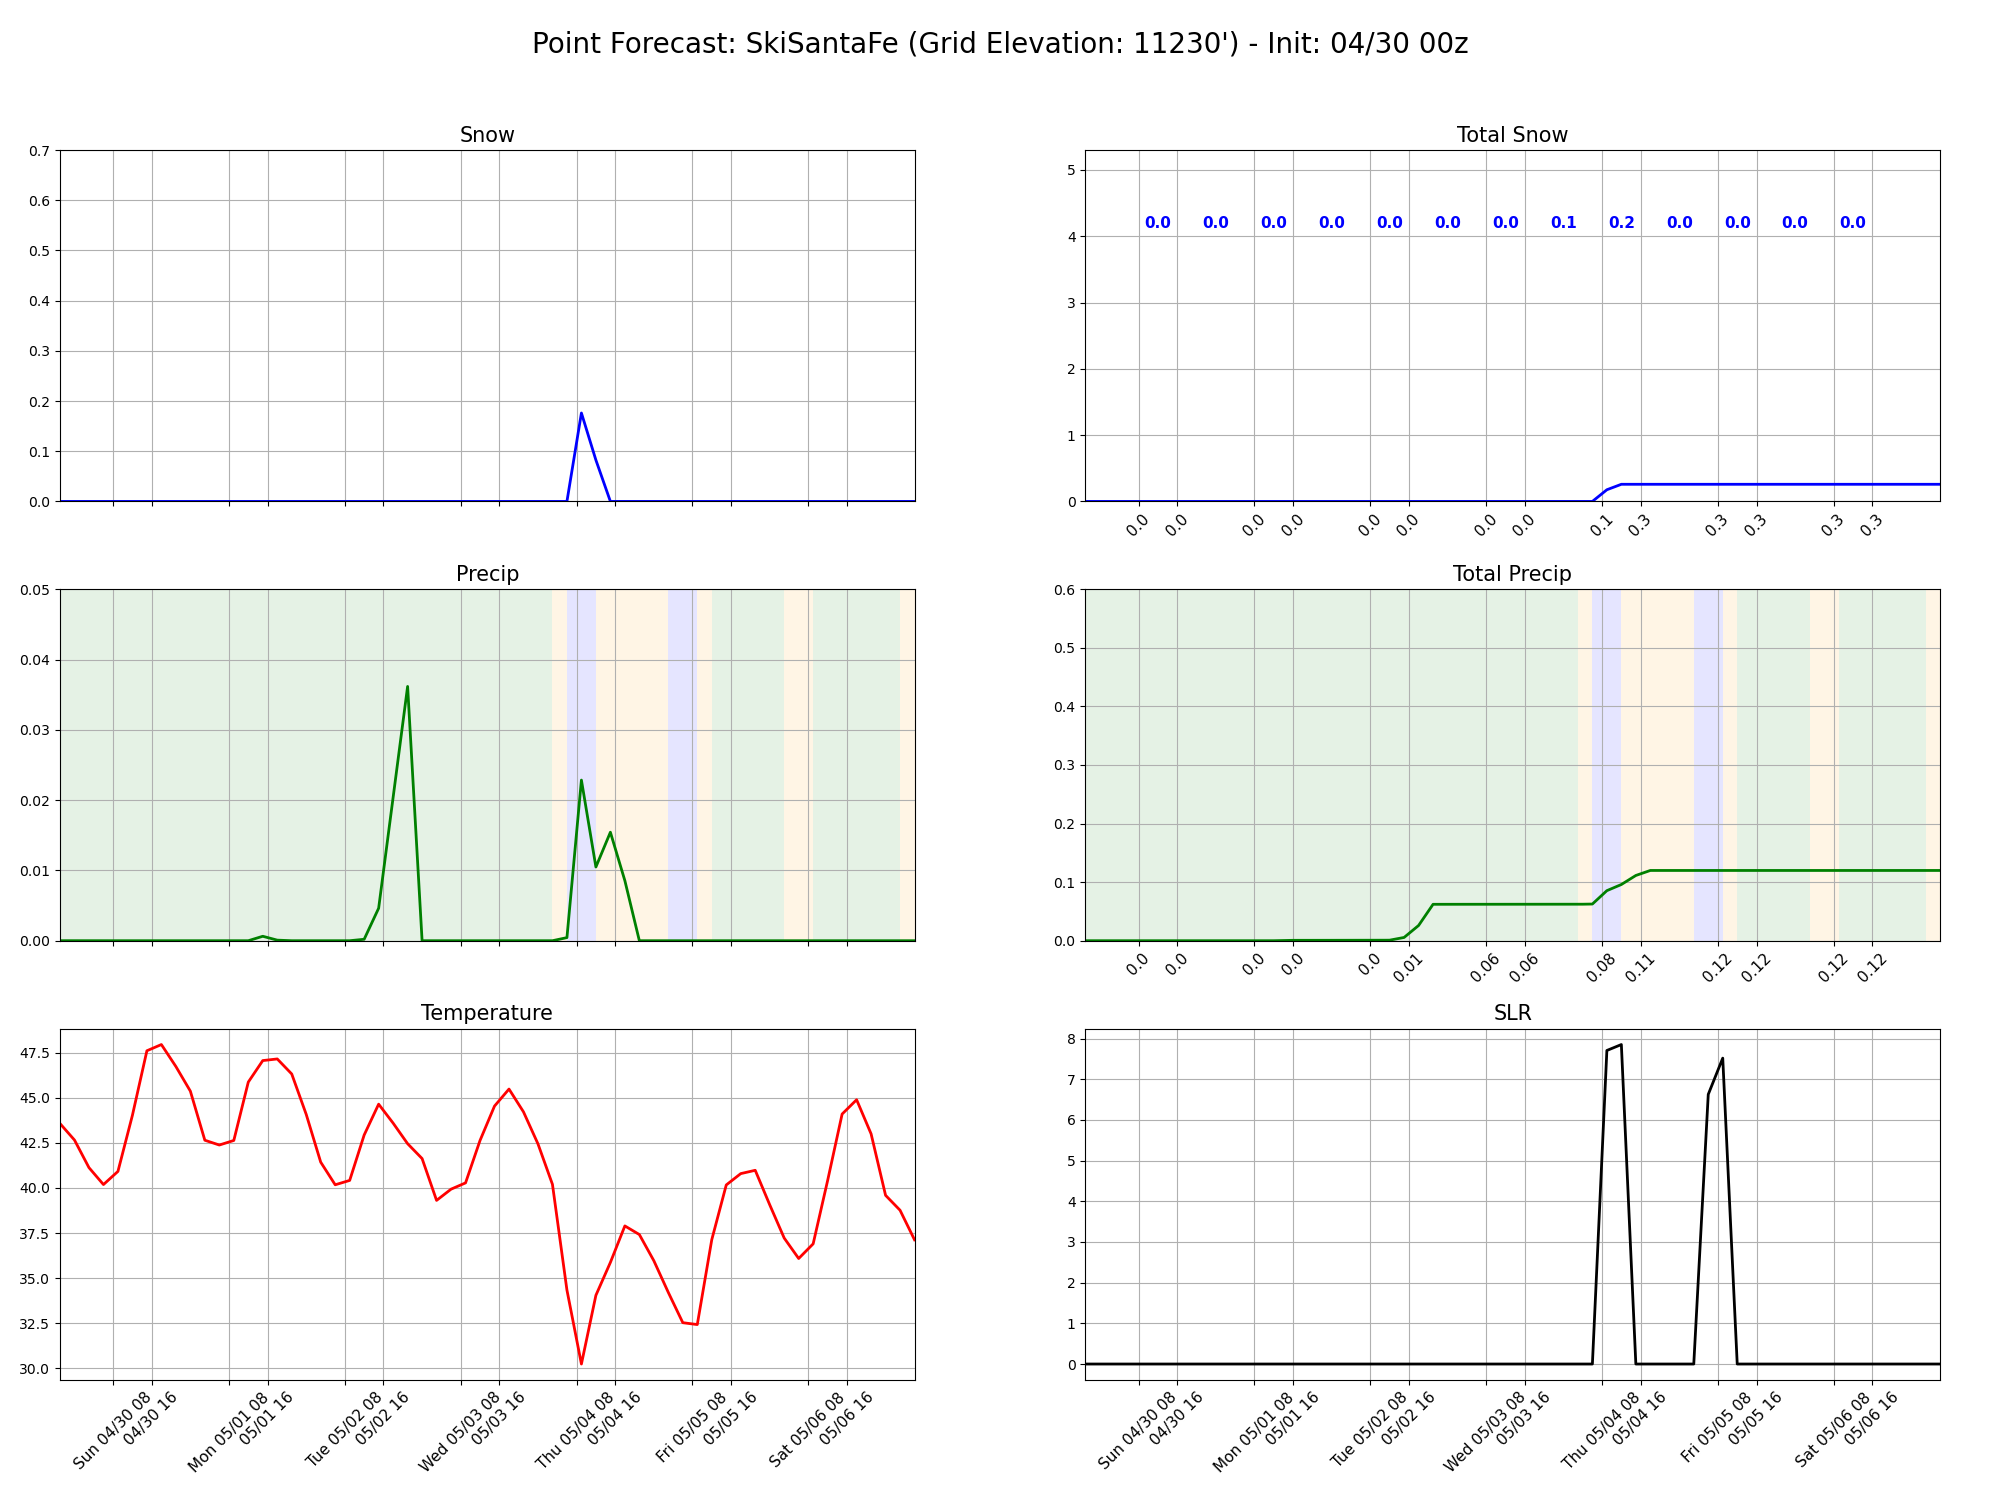 Point Forecast: SkiSantaFe (Grid Elevation: 11230') - Init: 04/30 00z
Snow
0.7
0.6
0.5
0.4
0.3
0.2
0.1
0.0
Total Snow
5
4
3
2
1
0
0.0 0.0 0.0 0.0 0.0 0.0 0.0 0.1 0.2 0.0 0.0 0.0 0.0
0.0 0.0 0.0 0.0 0.0 0.0 0.0 0.0 0.1 0.3 0.3 0.3 0.3 0.3
Precip
0.05
0.04
0.03
0.02
0.01
0.00
Total Precip
0.6
0.5
0.4
0.3
0.2
0.1
0.0
0.0 0.0 0.0 0.0 0.0 0.01 0.06 0.06 0.08 0.11 0.12 0.12 0.12 0.12
Temperature
47.5
45.0
42.5
40.0
37.5
35.0
32.5
30.0
Sun 04/30 08
04/30 16
Mon 05/01 08
05/01 16
Tue 05/02 08
05/02 16
Wed 05/03 08
05/03 16
Thu 05/04 08
05/04 16
Fri 05/05 08
05/05 16
Sat 05/06 08
05/06 16
SLR
8
7
6
5
4
3
2
1
0
Sun 04/30 08
04/30 16
Mon 05/01 08
05/01 16
Tue 05/02 08
05/02 16
Wed 05/03 08
05/03 16
Thu 05/04 08
05/04 16
Fri 05/05 08
05/05 16
Sat 05/06 08
05/06 16